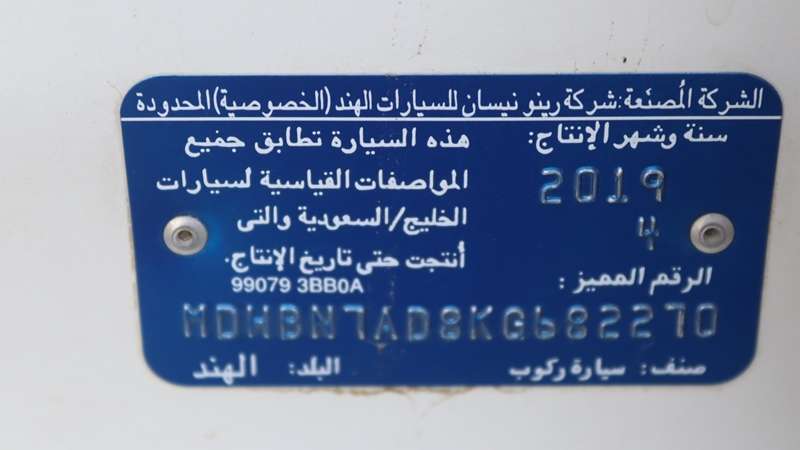 الشركة المُصنَعة: شركة رينو نيسان للسيارات الهند (الخصوصية) المحدودة
سنة وشهر الإنتاج:
2019
4
هذه السيارة تطابق جميع
المواصفات القياسية لسيارات
الخليج/السعودية والتى
أنتجت حتى تاريخ الإنتاج.
99079 3BB0A
الرقم المميز :
MDHBN7AD8KG682270
صنف: سيارة ركوب
البلد: الهند